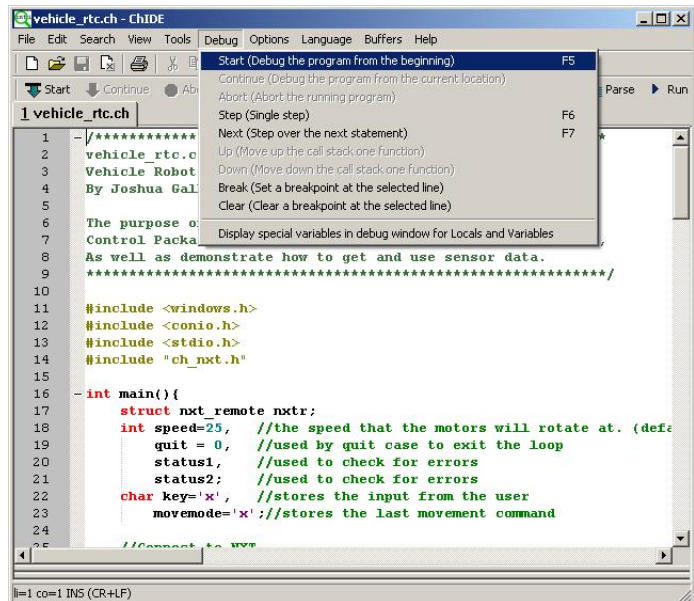 vehicle_rtc.ch - ChIDE
File Edit Search View Tools Debug Options Language Buffers Help
Start Continue Parse Run
1 vehicle_rtc.ch
Start (Debug the program from the beginning) F5
Continue (Debug the program from the current location)
Abort (Abort the running program)
Step (Single step) F6
Next (Step over the next statement) F7
Up (Move up the call stack one function)
Down (Move down the call stack one function)
Break (Set a breakpoint at the selected line)
Clear (Clear a breakpoint at the selected line)
Display special variables in debug window for Locals and Variables
1 /************* *
2 vehicle_rtc.c
3 Vehicle Robot
4 By Joshua Gal
5
6 The purpose o
7 Control Packa ,
8 As well as demonstrate how to get and use sensor data.
9 ************************************************************/
10
11 #include <windows.h>
12 #include <conio.h>
13 #include <stdio.h>
14 #include "ch_nxt.h"
15
16 int main(){
17 struct nxt_remote nxtr;
18 int speed=25, //the speed that the motors will rotate at. (defa
19 quit = 0, //used by quit case to exit the loop
20 status1, //used to check for errors
21 status2; //used to check for errors
22 char key='x', //stores the input from the user
23 movemode='x';//stores the last movement command
24
25 //Connect to NXT
li=1 co=1 INS (CR+LF)